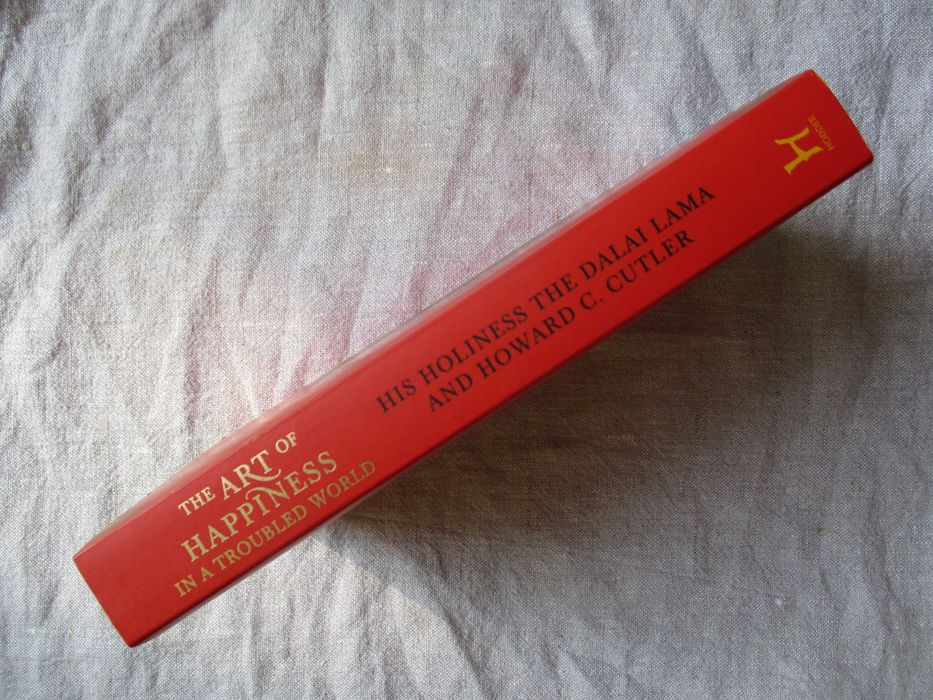 THE ART OF
HAPPINESS
IN A TROUBLED WORLD
HIS HOLINESS THE DALAI LAMA
AND HOWARD C. CUTLER
H
HODDER